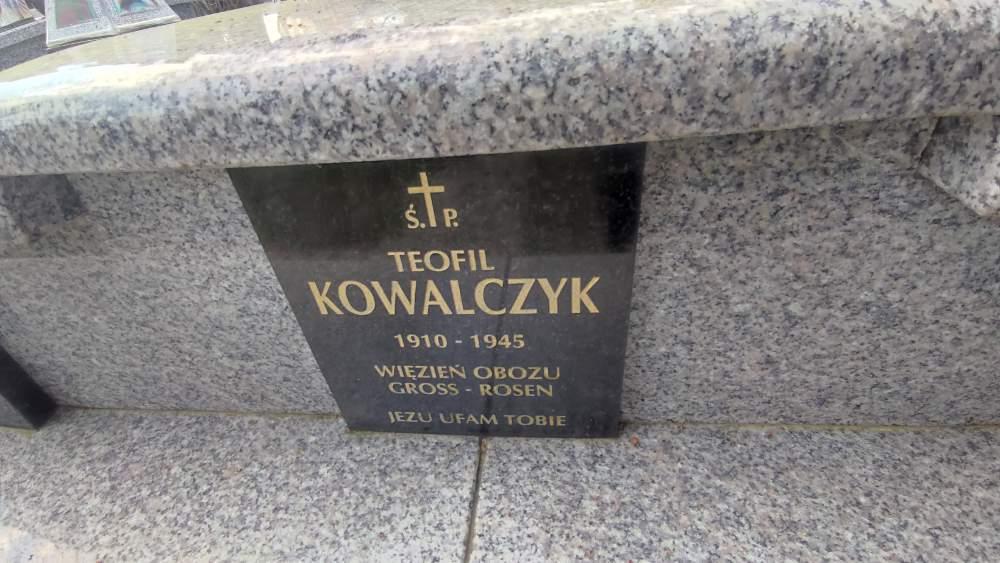 Ś. P.
TEOFIL
KOWALCZYK
1910 - 1945
WIĘZIEŃ OBOZU
GROSS - ROSEN
JEZU UFAM TOBIE